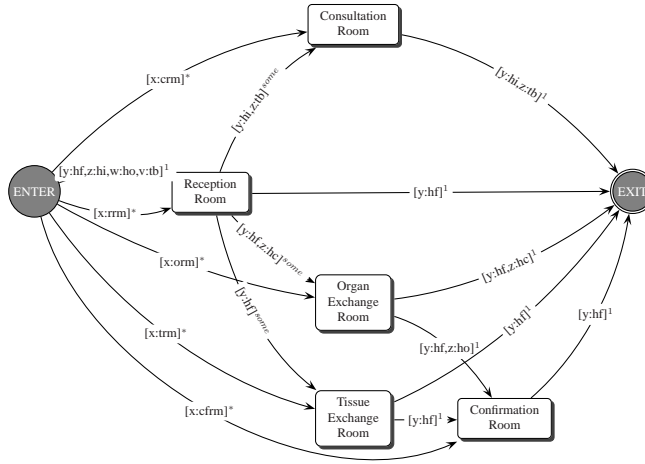 Consultation
Room
[x:crm]*
[y:hi,z:tb]some
[y:hi,z:tb]1
[y:hf,z:hi,w:ho,v:tb]1
ENTER
Reception
Room
[y:hf]1
EXIT
[x:rrm]*
[y:hf,z:hc]some
[x:orm]*
[y:hf,z:hc]1
Organ
Exchange
Room
[y:hf]some
[y:hf]1
[y:hf]1
[x:trm]*
[y:hf,z:ho]1
Tissue
Exchange
Room
[x:cfrm]*
[y:hf]1
Confirmation
Room